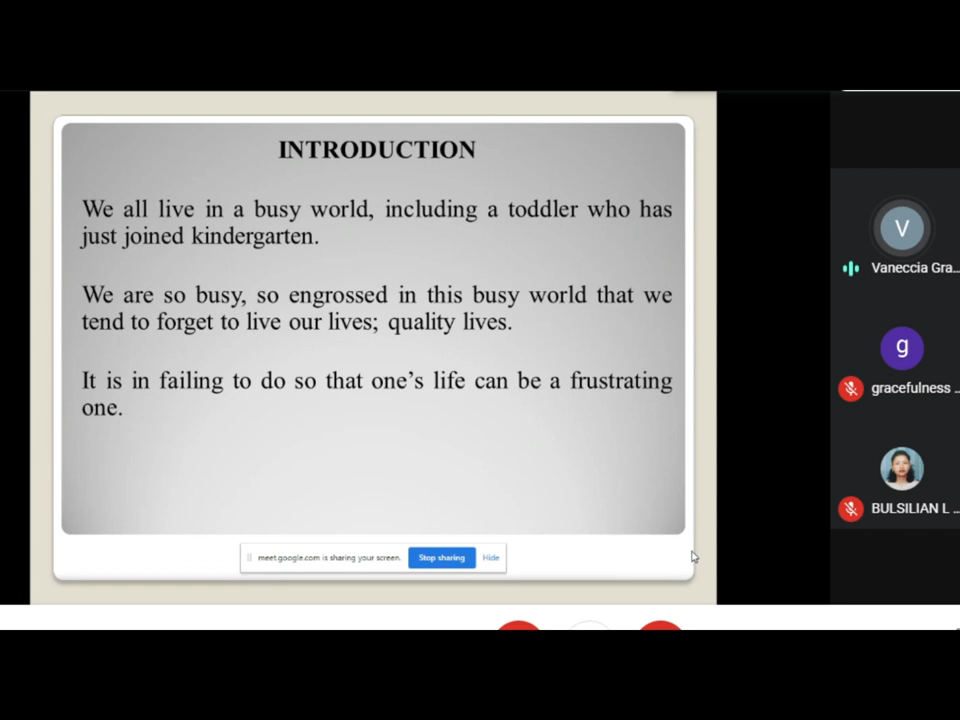 INTRODUCTION
We all live in a busy world, including a toddler who has
just joined kindergarten.
We are so busy, so engrossed in this busy world that we
tend to forget to live our lives; quality lives.
It is in failing to do so that one’s life can be a frustrating
one.
meet.google.com is sharing your screen.
Stop sharing
Hide
V
Vaneccia Gra...
g
gracefulness ...
BULSILIAN L ...